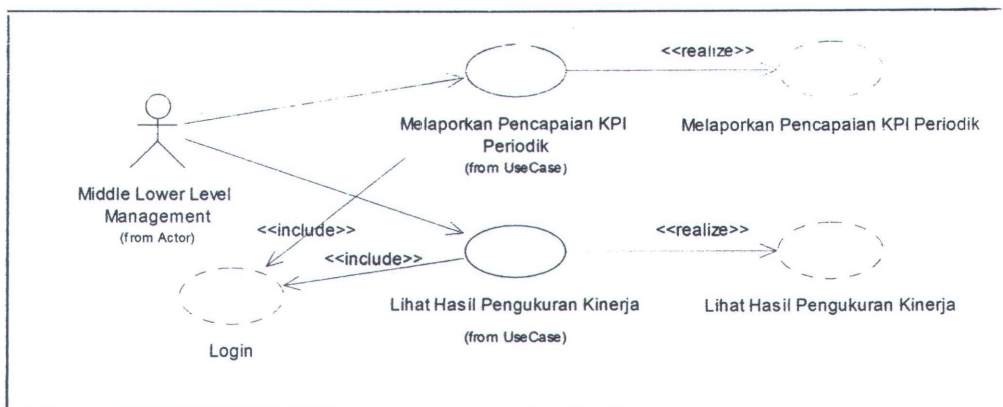 <<realize>>
Melaporkan Pencapaian KPI
Periodik
(from UseCase)
Melaporkan Pencapaian KPI Periodik
Middle Lower Level
Management
(from Actor)
<<include>>
<<include>>
<<realize>>
Lihat Hasil Pengukuran Kinerja
(from UseCase)
Lihat Hasil Pengukuran Kinerja
Login